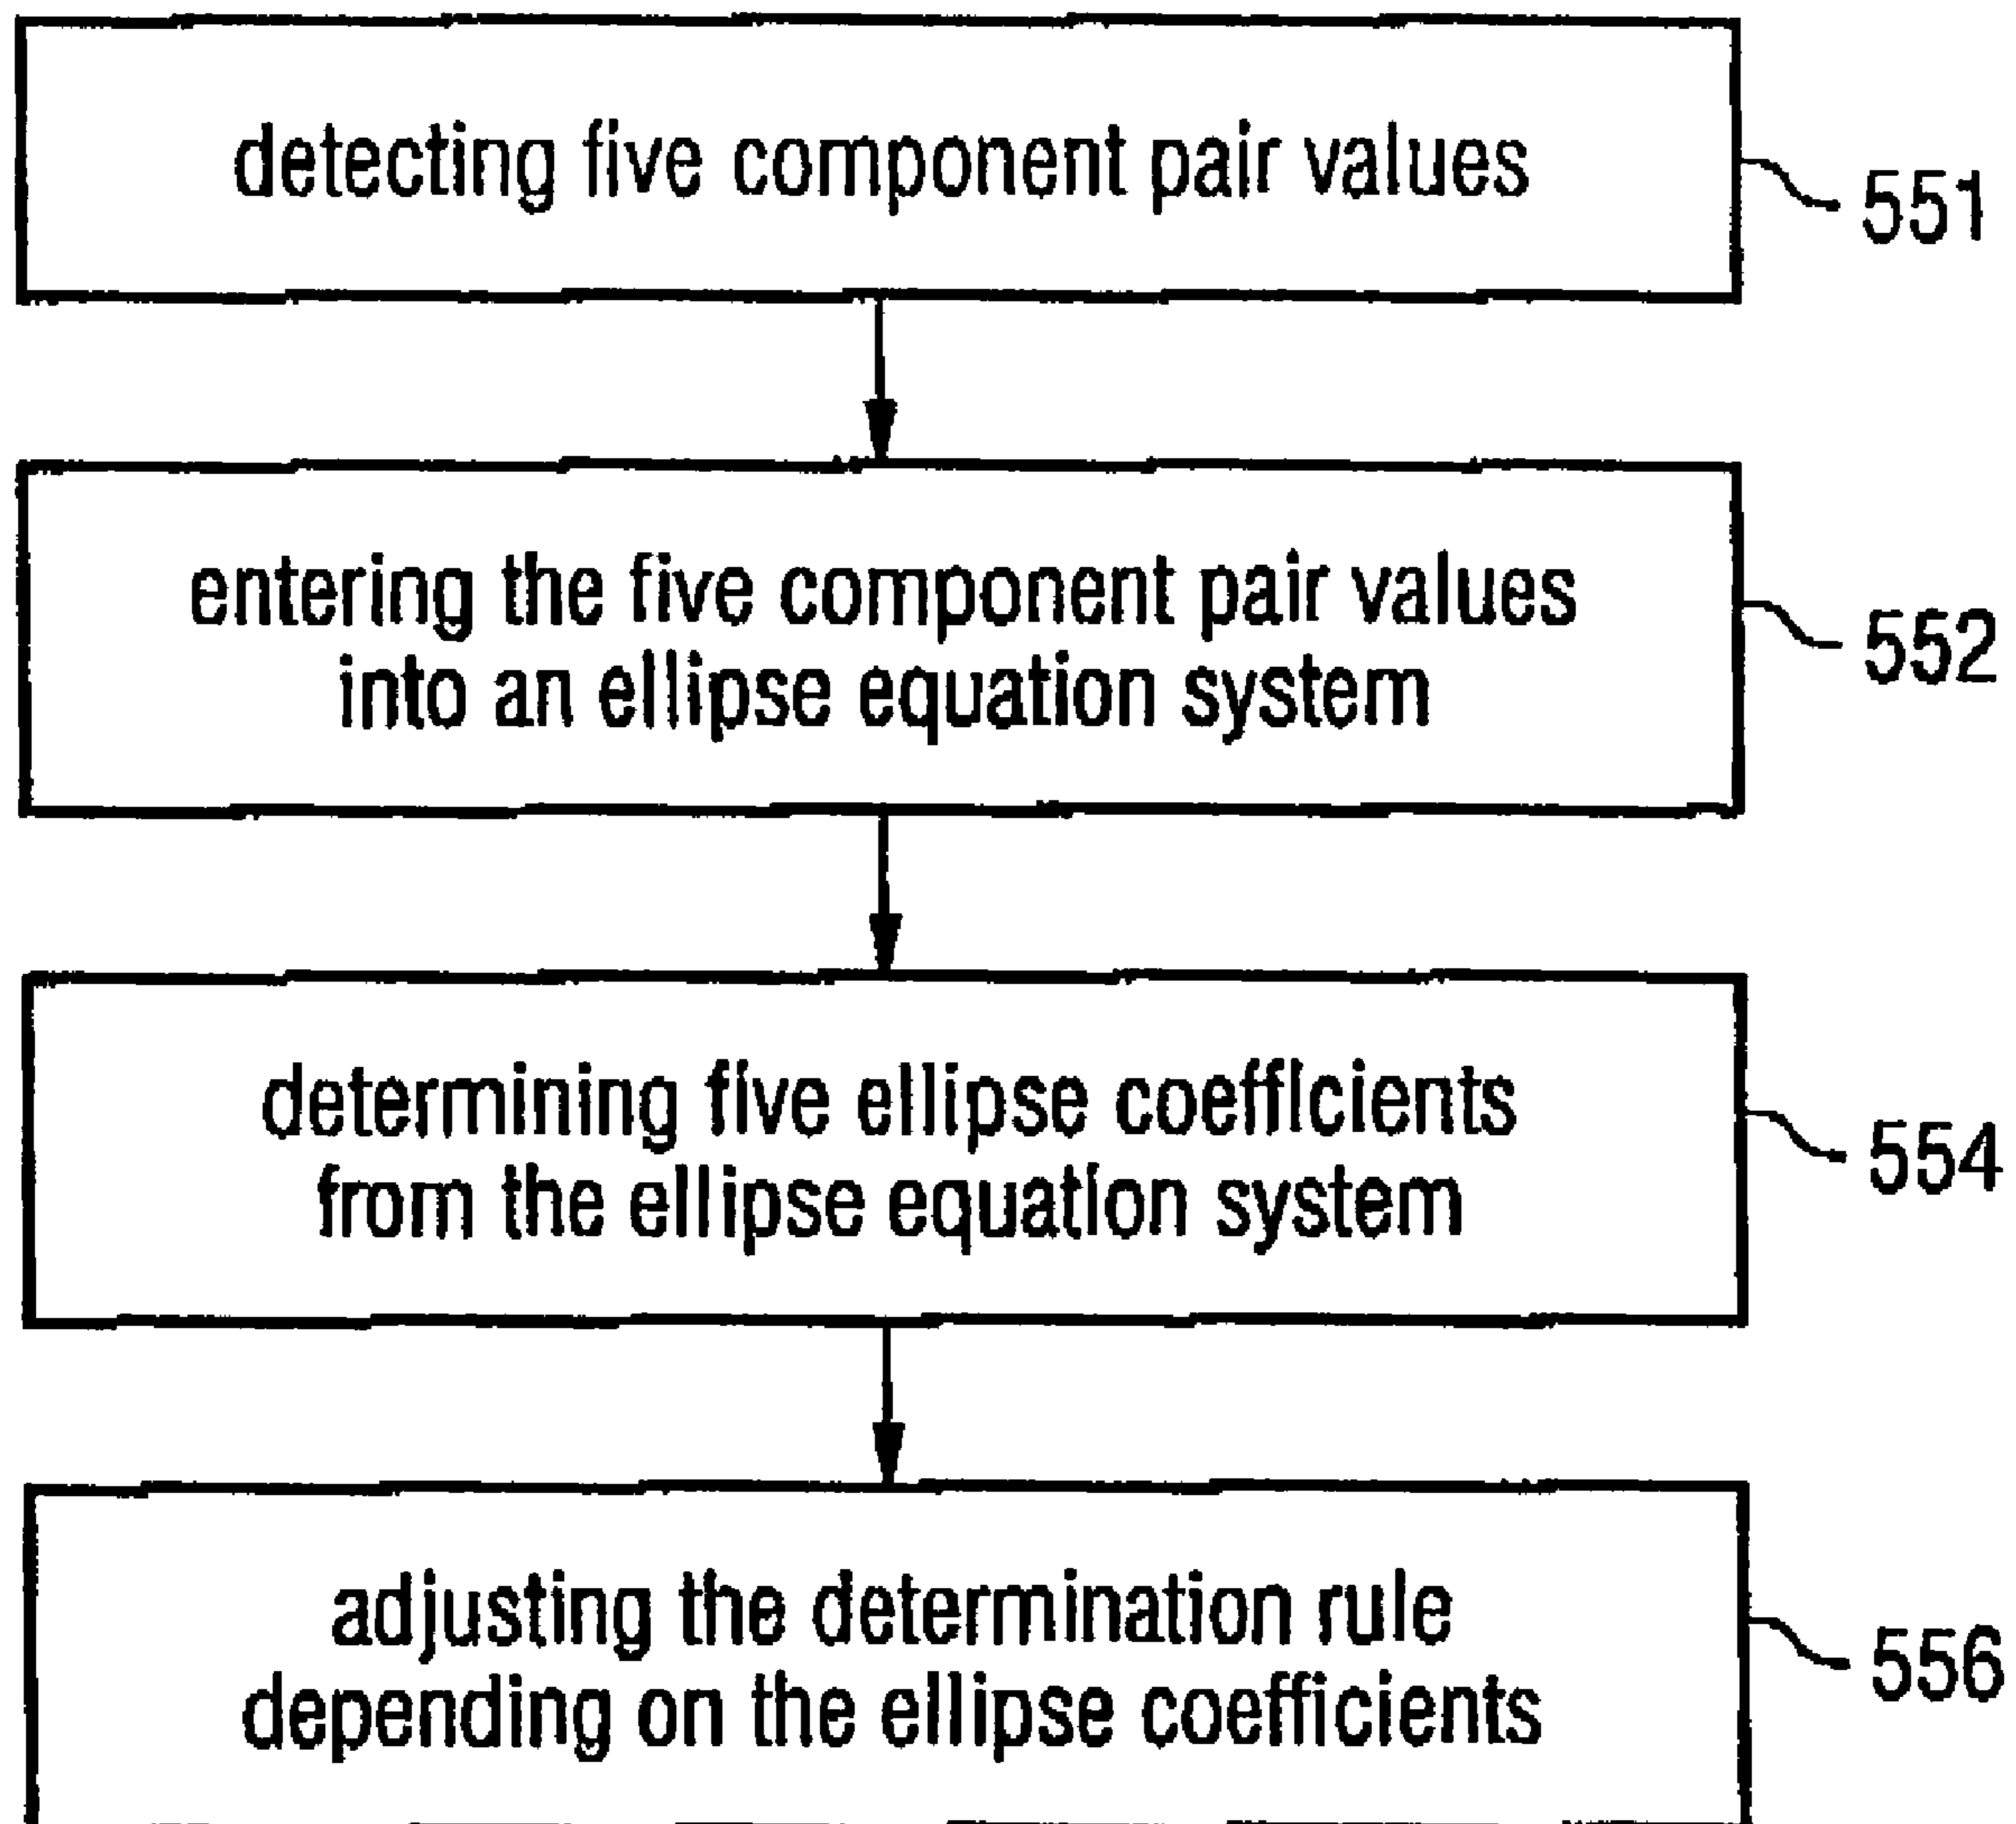 detecting five component pair values
551
entering the five component pair values
into an ellipse equation system
552
determining five ellipse coefficients
from the ellipse equation system
554
adjusting the determination rule
depending on the ellipse coefficients
556